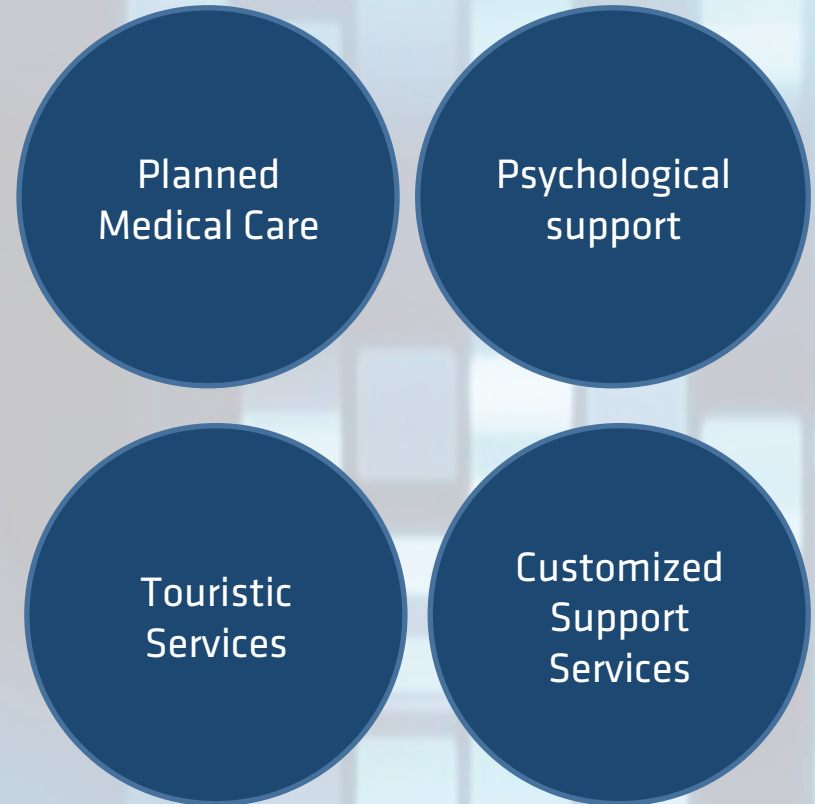 Planned
Medical Care
Psychological
support
Touristic
Services
Customized
Support
Services